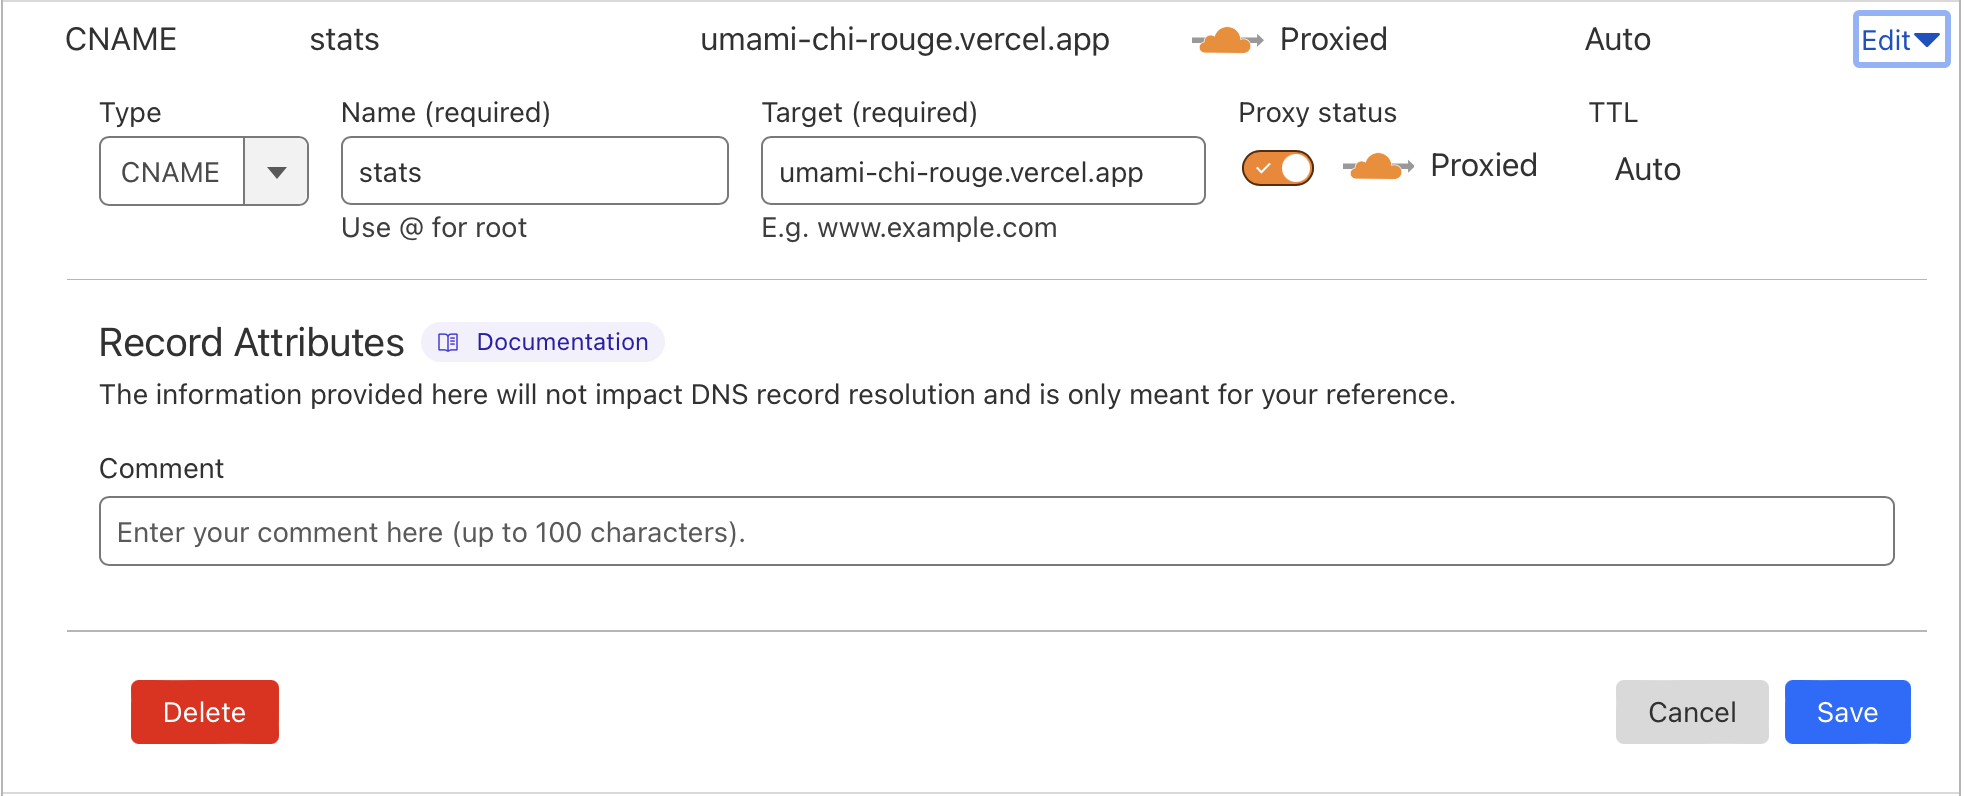 CNAME stats umami-chi-rouge.vercel.app Proxied Auto Edit
Type Name (required) Target (required) Proxy status TTL
CNAME stats umami-chi-rouge.vercel.app Proxied Auto
Use @ for root E.g. www.example.com
Record Attributes Documentation
The information provided here will not impact DNS record resolution and is only meant for your reference.
Comment
Enter your comment here (up to 100 characters).
Delete Cancel Save